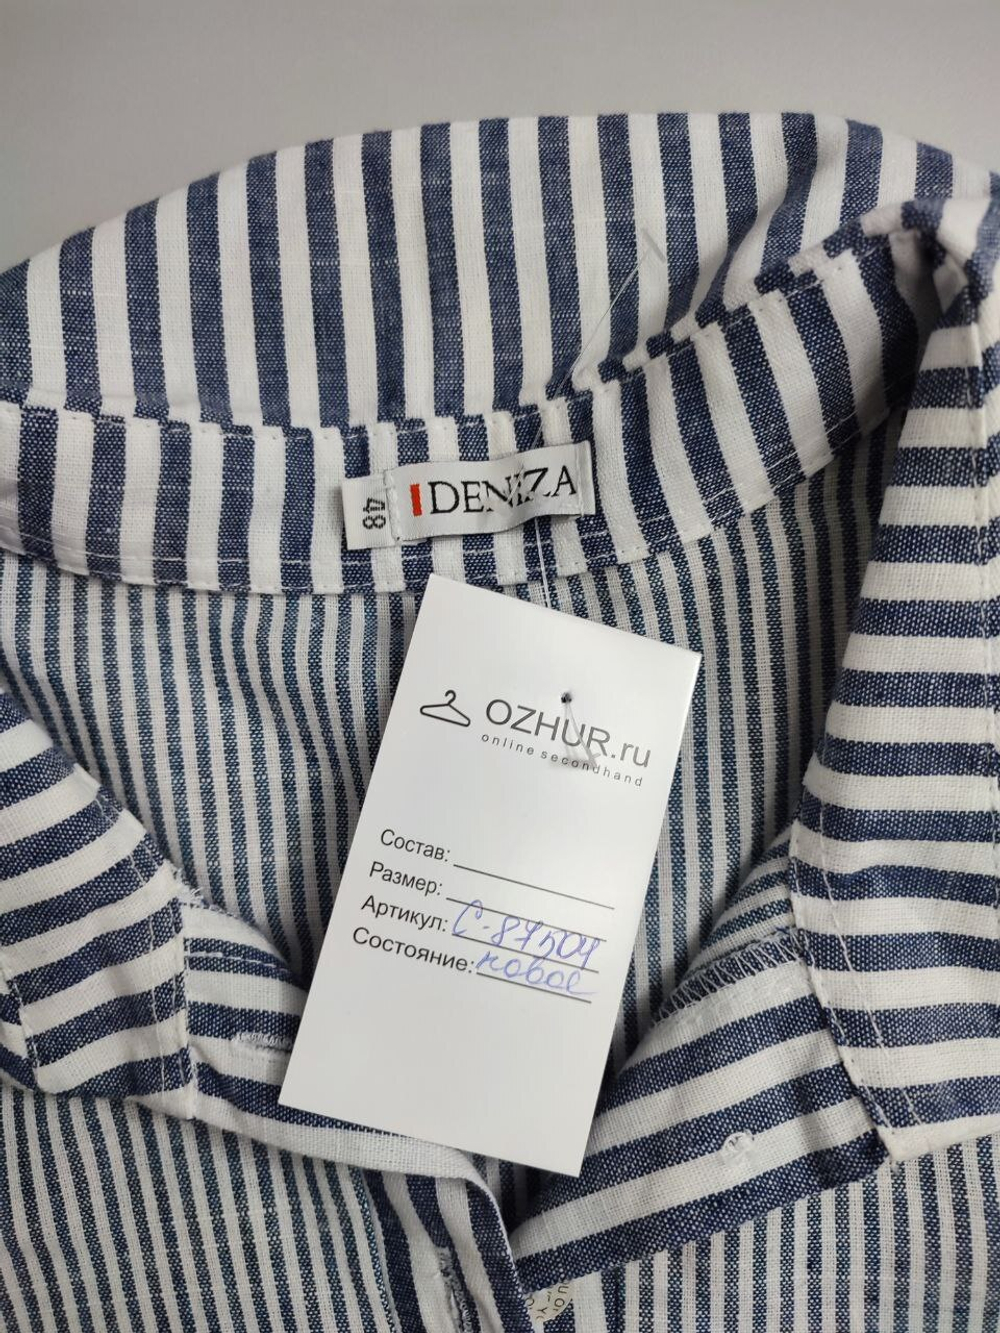 48
DENIZA
OZHUR.ru
online secondhand
Состав:
Размер:
Артикул: С-87504
Состояние: новое